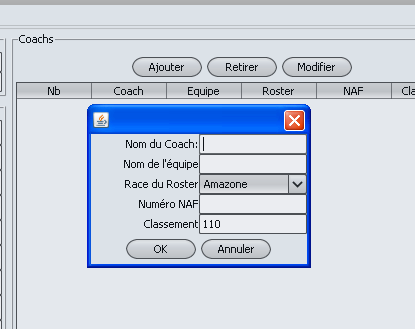 Coachs
Ajouter Retirer Modifier
Nb Coach Equipe Roster NAF
Nom du Coach:
Nom de l'équipe
Race du Roster Amazone
Numéro NAF
Classement 110
OK Annuler